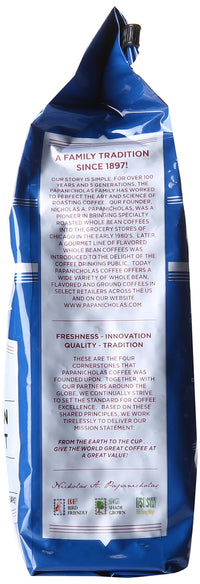 A FAMILY TRADITION
SINCE 1897!
OUR STORY IS SIMPLE. FOR OVER 100
YEARS AND 5 GENERATIONS, THE
PAPANICHOLAS FAMILY HAS WORKED
TO PERFECT THE ART AND SCIENCE OF
ROASTING COFFEE. OUR FOUNDER,
NICHOLAS A. PAPANICHOLAS, WAS A
PIONEER IN BRINGING SPECIALTY
ROASTED WHOLE BEAN COFFEES
INTO THE GROCERY STORES OF
CHICAGO IN THE EARLY 1980'S. LATER
A GOURMET LINE OF FLAVORED
WHOLE BEAN COFFEES WAS
INTRODUCED TO THE DELIGHT OF THE
COFFEE DRINKING PUBLIC. TODAY
PAPANICHOLAS COFFEE OFFERS A
WIDE VARIETY OF WHOLE BEAN,
FLAVORED AND GROUND COFFEES IN
SELECT RETAILERS ACROSS THE US
AND ON OUR WEBSITE
WWW.PAPANICHOLAS.COM
FRESHNESS - INNOVATION
QUALITY - TRADITION
THESE ARE THE FOUR
CORNERSTONES THAT
PAPANICHOLAS COFFEE WAS
FOUNDED UPON. TOGETHER, WITH
OUR PARTNERS AROUND THE
GLOBE, WE CONTINUALLY STRIVE
TO SET THE STANDARD FOR COFFEE
EXCELLENCE. BASED ON THESE
SHARED PRINCIPLES, WE WORK
TIRELESSLY TO DELIVER OUR
MISSION STATEMENT:
FROM THE EARTH TO THE CUP
GIVE THE WORLD GREAT COFFEE AT
A GREAT VALUE!
Nicholas A. Papanicholas
BIRD
FRIENDLY
SHADE
GROWN